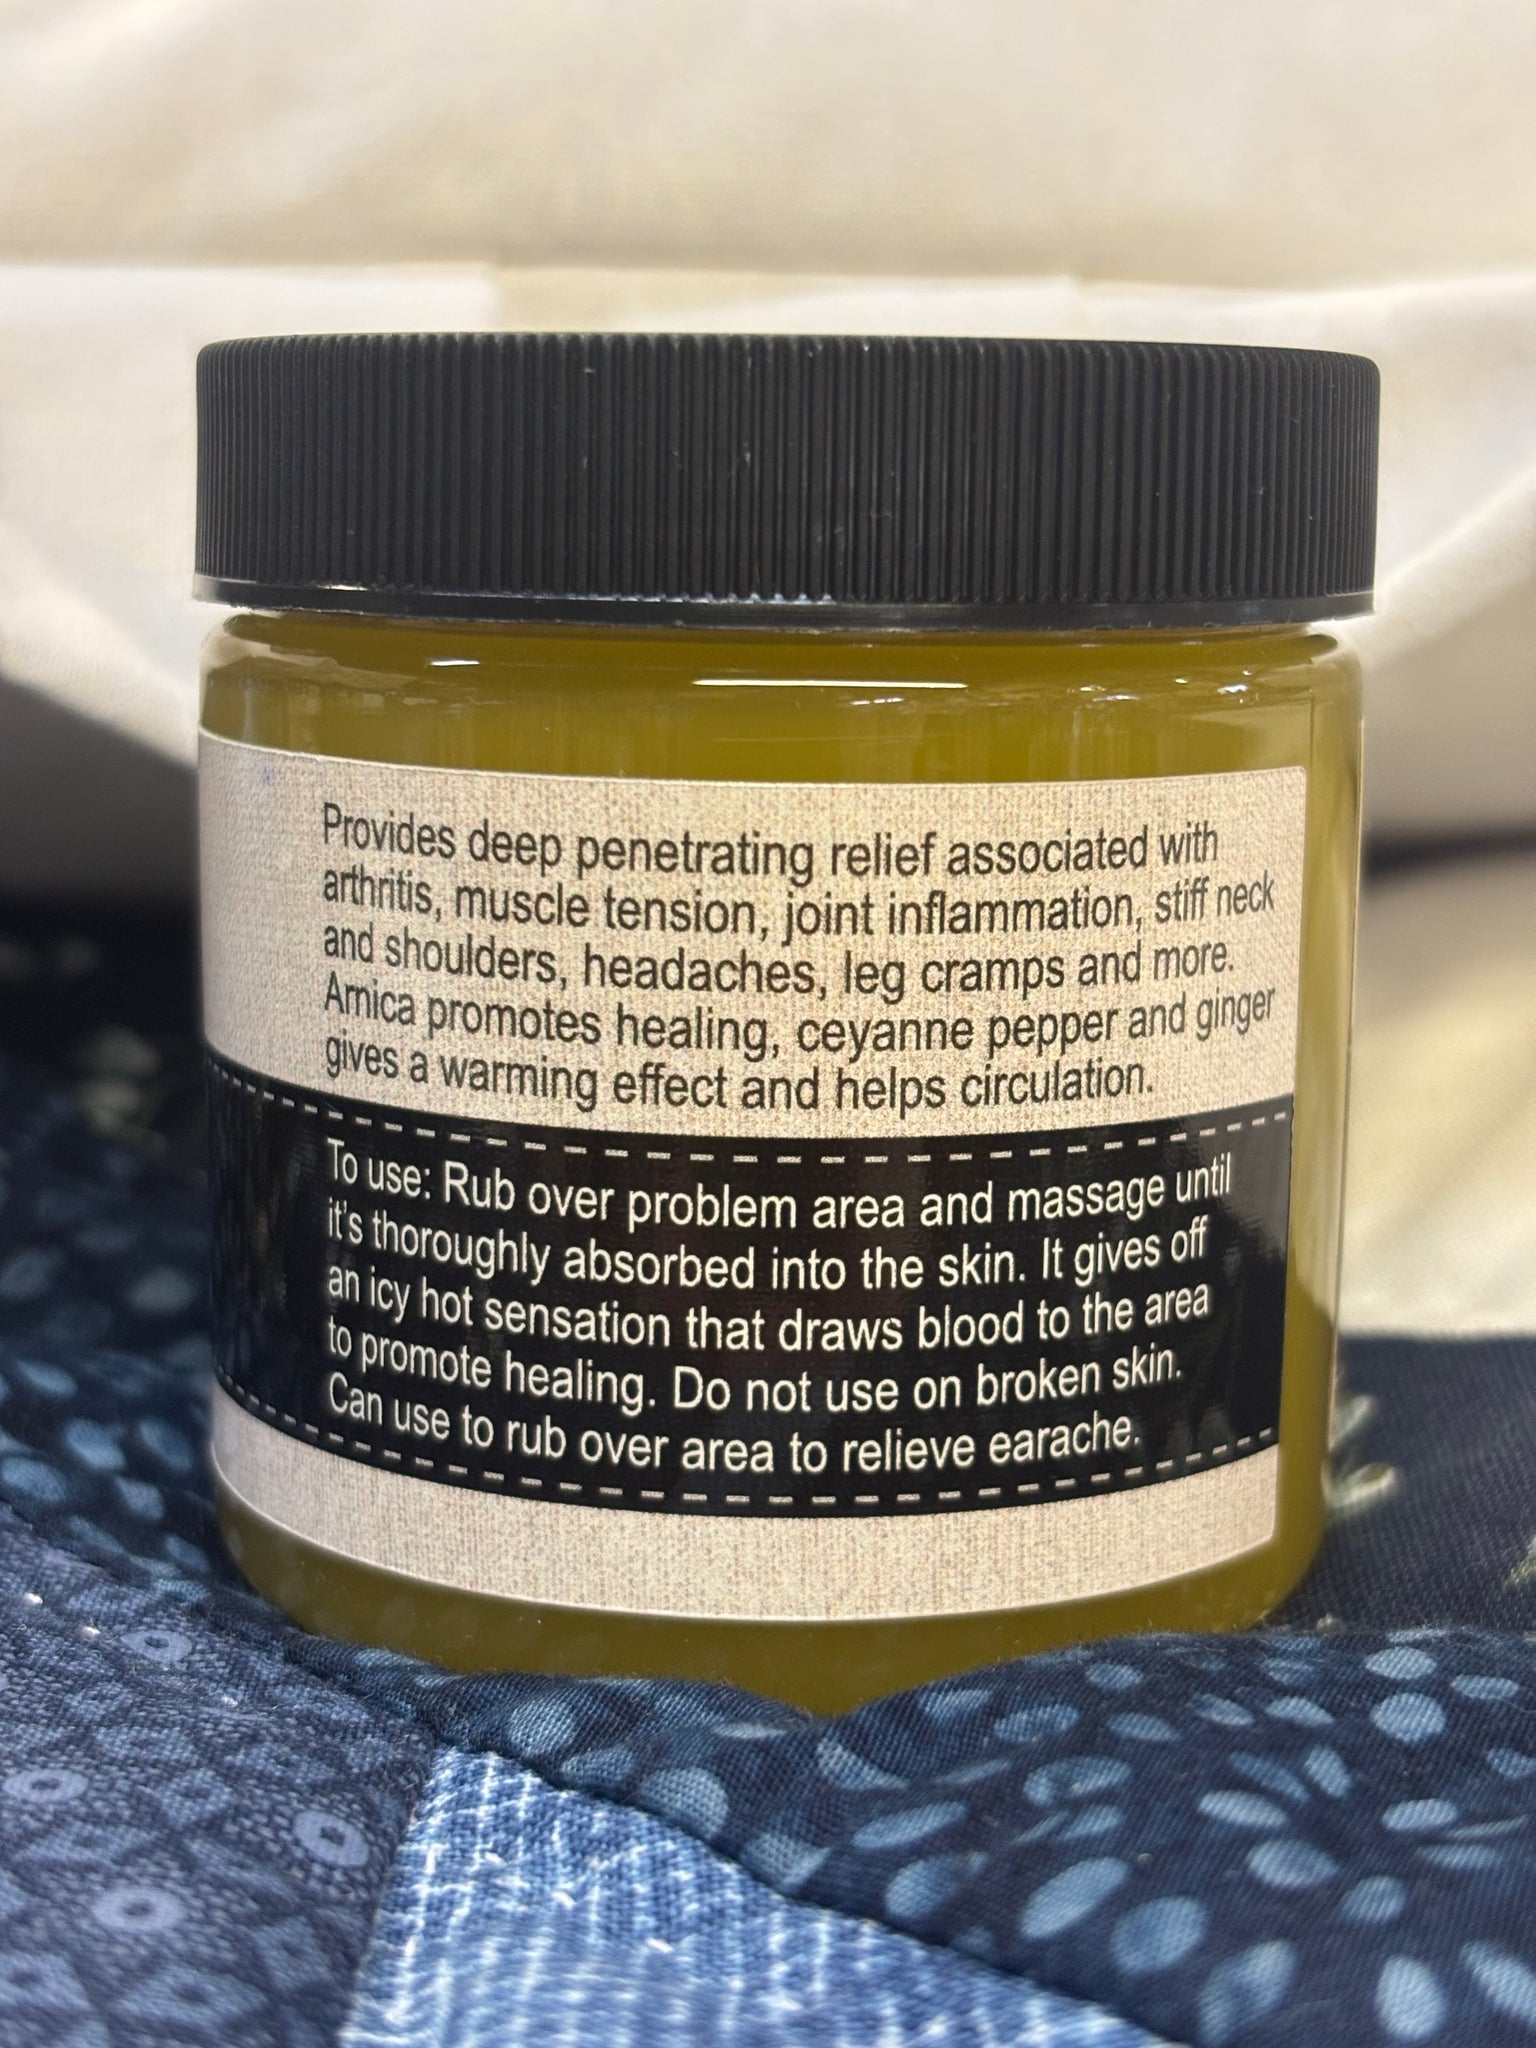 Provides deep penetrating relief associated with
arthritis, muscle tension, joint inflammation, stiff neck
and shoulders, headaches, leg cramps and more.
Arnica promotes healing, ceyanne pepper and ginger
gives a warming effect and helps circulation.
To use: Rub over problem area and massage until
it's thoroughly absorbed into the skin. It gives off
an icy hot sensation that draws blood to the area
to promote healing. Do not use on broken skin.
Can use to rub over area to relieve earache.